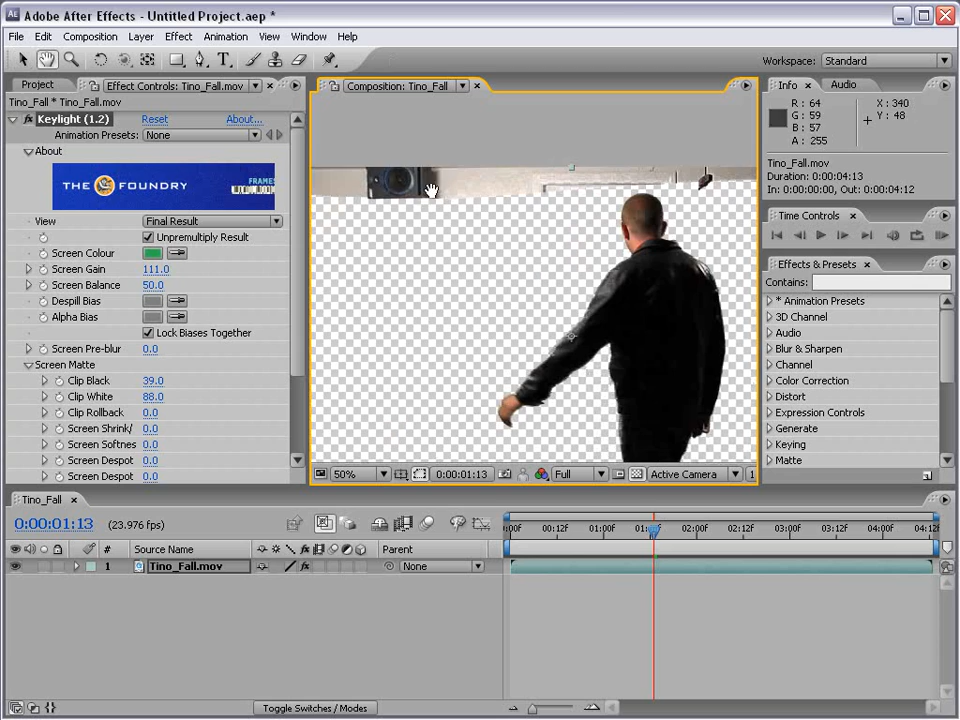 Adobe After Effects - Untitled Project.aep *
File Edit Composition Layer Effect Animation View Window Help
Workspace: Standard
Project
Effect Controls: Tino_Fall.mov
Tino_Fall * Tino_Fall.mov
Keylight (1.2) Reset About...
Animation Presets: None
About
THE FOUNDRY FRAMES
View Final Result
Unpremultiply Result
Screen Colour
Screen Gain 111.0
Screen Balance 50.0
Despill Bias
Alpha Bias
Lock Biases Together
Screen Pre-blur 0.0
Screen Matte
Clip Black 39.0
Clip White 88.0
Clip Rollback 0.0
Screen Shrink/ 0.0
Screen Softnes 0.0
Screen Despot 0.0
Screen Despot 0.0
Composition: Tino_Fall
50% 0:00:01:13 Full Active Camera 1
Info Audio
R: 64
G: 59
B: 57
A: 255
X: 340
Y: 48
Tino_Fall.mov
Duration: 0:00:04:13
In: 0:00:00:00, Out: 0:00:04:12
Time Controls
Effects & Presets
Contains:
* Animation Presets
3D Channel
Audio
Blur & Sharpen
Channel
Color Correction
Distort
Expression Controls
Generate
Keying
Matte
Tino_Fall
0:00:01:13 (23.976 fps)
:00f 00:12f 01:00f 02:00f 02:12f 03:00f 03:12f 04:00f 04:12f
# Source Name Parent
1 Tino_Fall.mov None
Toggle Switches / Modes